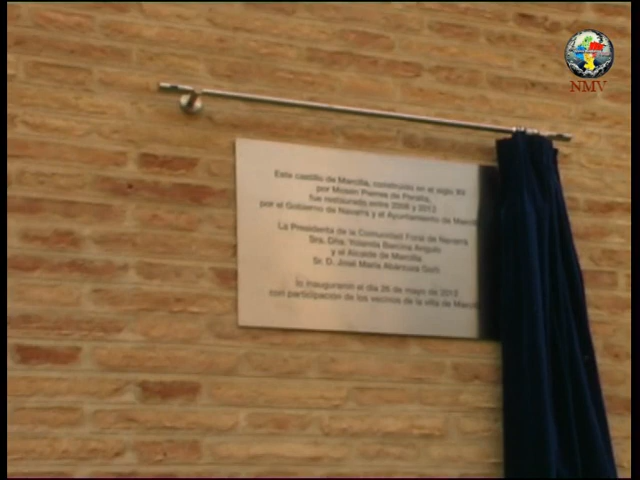 Este castillo de Marcilla, construido en el siglo XV
por Mosén Pierres de Peralta,
fue restaurado entre 2008 y 2013
por el Gobierno de Navarra y el Ayuntamiento de
La Presidenta de la Comunidad Foral de Navarra
Sra. Dña. Yolanda Barcina Angulo
y el Alcalde de Marcilla
Sr. D. José María Abárzuza Goñi
lo inauguraron el día 26 de mayo de 2013
con participación de los vecinos de la villa de
NMV